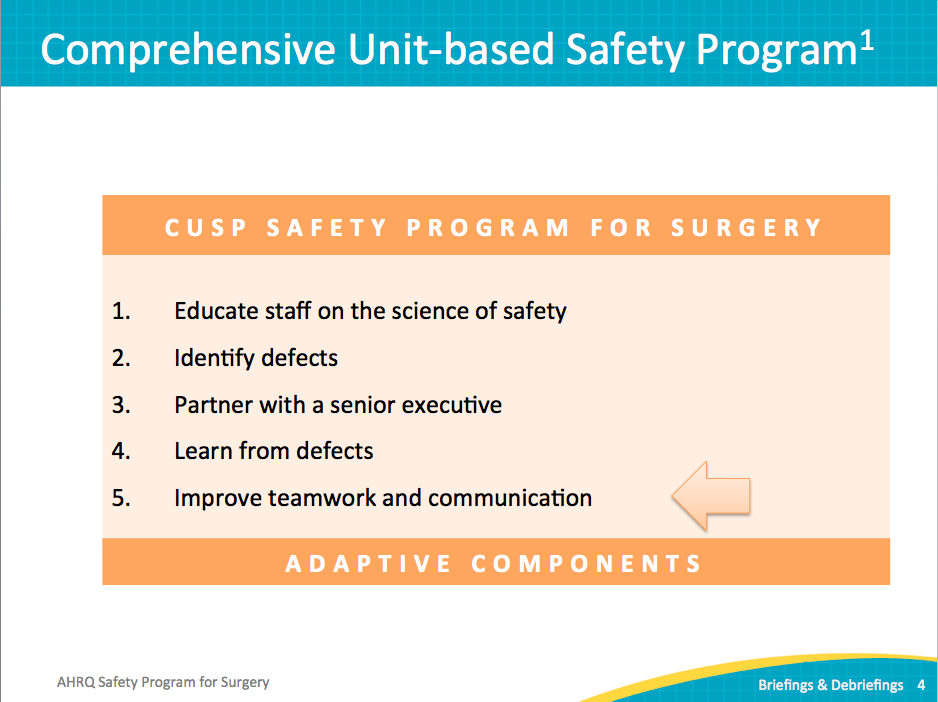 Comprehensive Unit-based Safety Program¹
CUSP SAFETY PROGRAM FOR SURGERY
1. Educate staff on the science of safety
2. Identify defects
3. Partner with a senior executive
4. Learn from defects
5. Improve teamwork and communication
ADAPTIVE COMPONENTS
AHRQ Safety Program for Surgery
Briefings & Debriefings 4